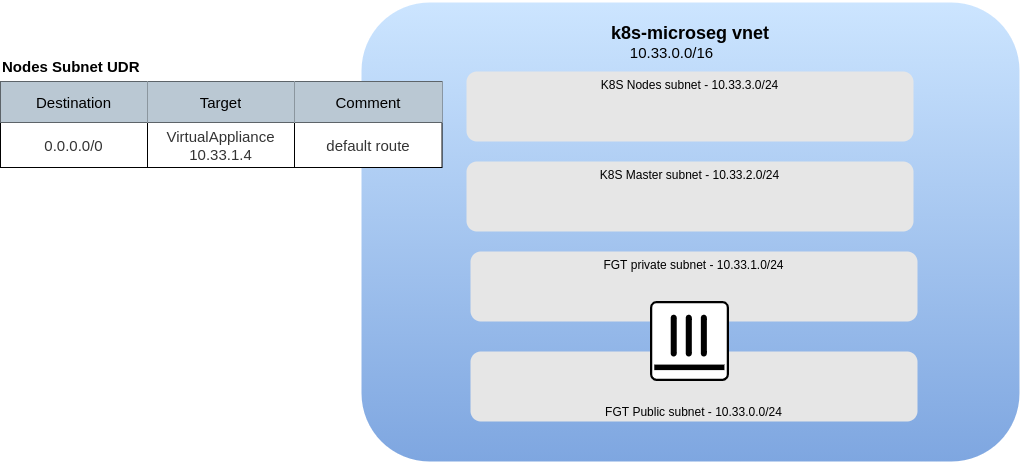 k8s-microseg vnet
10.33.0.0/16
Nodes Subnet UDR
Destination
Target
Comment
0.0.0.0/0
VirtualAppliance
10.33.1.4
default route
K8S Nodes subnet - 10.33.3.0/24
K8S Master subnet - 10.33.2.0/24
FGT private subnet - 10.33.1.0/24
FGT Public subnet - 10.33.0.0/24